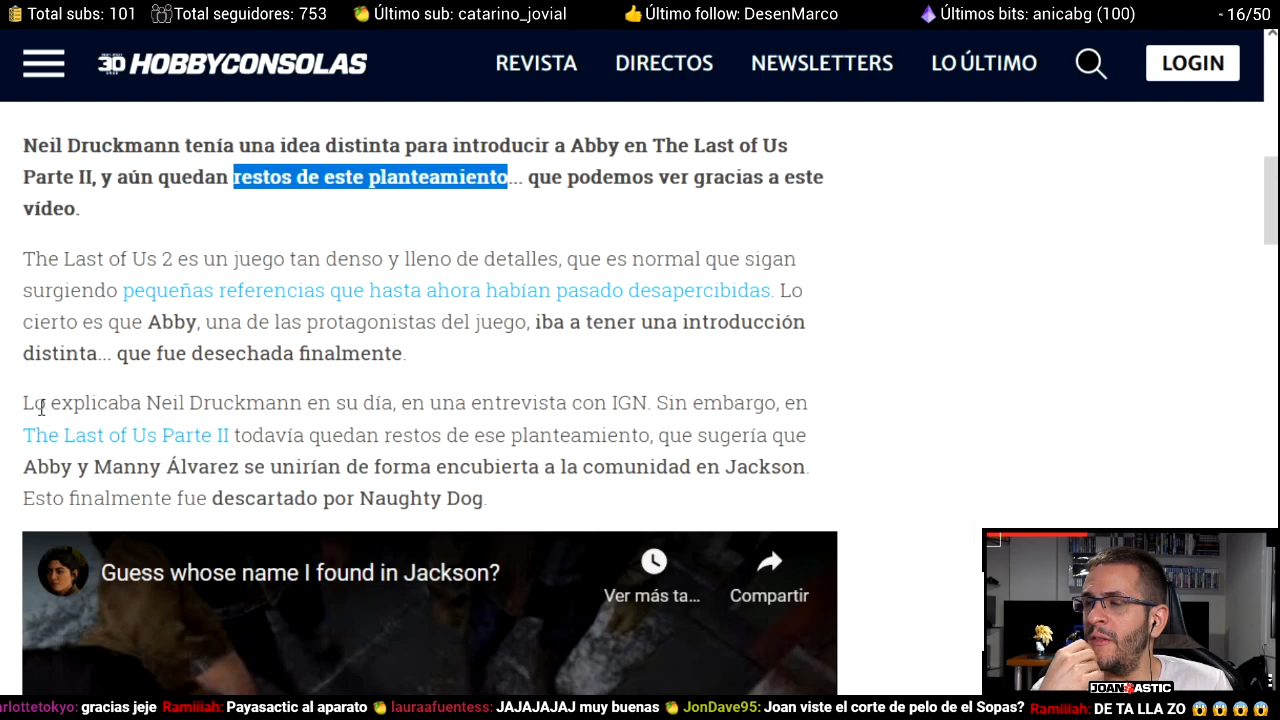 Total subs: 101 Total seguidores: 753 Último sub: catarino_jovial Último follow: DesenMarco Últimos bits: anicabg (100) - 16/50
HOBBYCONSOLAS REVISTA DIRECTOS NEWSLETTERS LO ÚLTIMO LOGIN
Neil Druckmann tenía una idea distinta para introducir a Abby en The Last of Us
Parte II, y aún quedan restos de este planteamiento... que podemos ver gracias a este
vídeo.
The Last of Us 2 es un juego tan denso y lleno de detalles, que es normal que sigan
surgiendo pequeñas referencias que hasta ahora habían pasado desapercibidas. Lo
cierto es que Abby, una de las protagonistas del juego, iba a tener una introducción
distinta... que fue desechada finalmente.
Lo explicaba Neil Druckmann en su día, en una entrevista con IGN. Sin embargo, en
The Last of Us Parte II todavía quedan restos de ese planteamiento, que sugería que
Abby y Manny Álvarez se unirían de forma encubierta a la comunidad en Jackson.
Esto finalmente fue descartado por Naughty Dog.
Guess whose name I found in Jackson?
Ver más ta... Compartir
JOANTASTIC
arlottetokyo: gracias jeje Ramiiiah: Payasactic al aparato lauraafuentess: JAJAJAJAJ muy buenas JonDave95: Joan viste el corte de pelo de el Sopas? Ramiiiah: DE TA LLA ZO